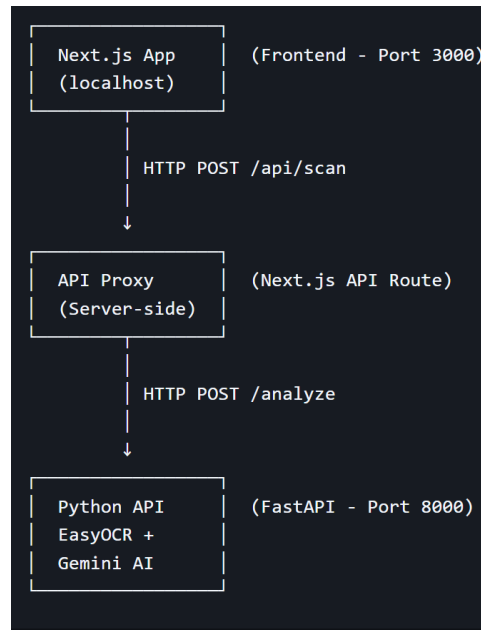 Next.js App (Frontend - Port 3000)
(localhost)
HTTP POST /api/scan
API Proxy (Next.js API Route)
(Server-side)
HTTP POST /analyze
Python API (FastAPI - Port 8000)
EasyOCR +
Gemini AI